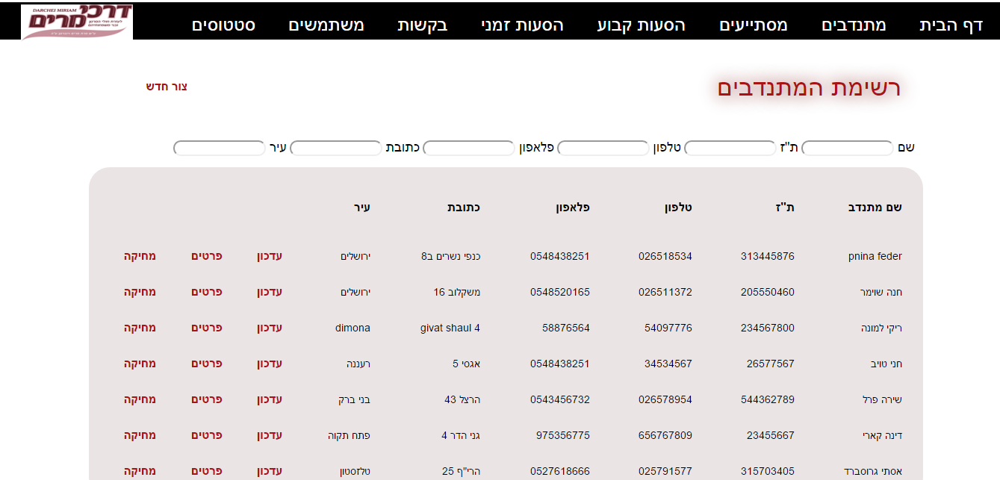 דף הבית מתנדבים מסתייעים הסעות קבוע הסעות זמני בקשות משתמשים סטטוסים
DARCHEI MIRIAM
דרכי מרים
רשימת המתנדבים צור חדש
שם ת"ז טלפון פלאפון כתובת עיר
שם מתנדב ת"ז טלפון פלאפון כתובת עיר
pnina feder 313445876 026518534 0548438251 כנפי נשרים ב8 ירושלים עדכון פרטים מחיקה
חנה שוימר 205550460 026511372 0548520165 משקלוב 16 ירושלים עדכון פרטים מחיקה
ריקי למונה 234567800 54097776 58876564 givat shaul 4 dimona עדכון פרטים מחיקה
חני טויב 26577567 34534567 0548438251 אגסי 5 רעננה עדכון פרטים מחיקה
שירה פרל 544362789 026578954 0543456732 הרצל 43 בני ברק עדכון פרטים מחיקה
דינה קארי 23455667 656767809 975356775 גני הדר 4 פתח תקוה עדכון פרטים מחיקה
אסתי גרוסברד 315703405 025791577 0527618666 הרי"ף 25 טלזסטון עדכון פרטים מחיקה